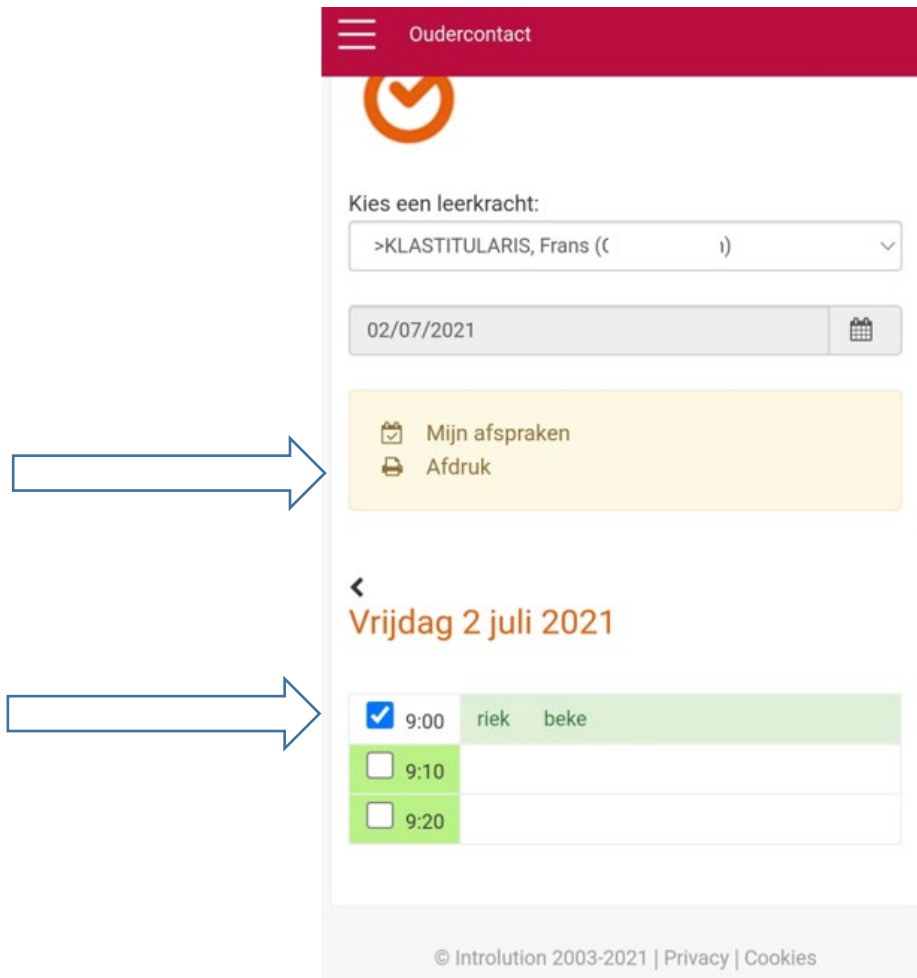 Oudercontact
Kies een leerkracht:
>KLASTITULARIS, Frans (
02/07/2021
Mijn afspraken
Afdruk
Vrijdag 2 juli 2021
9:00 riek beke
9:10
9:20
© Introlution 2003-2021 | Privacy | Cookies